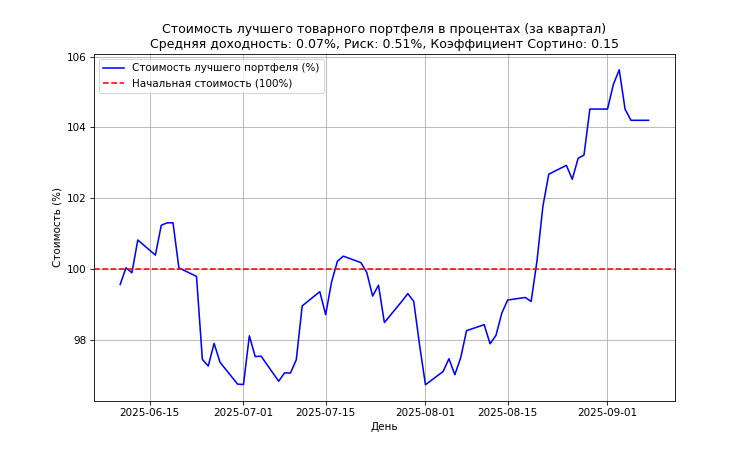 Стоимость лучшего товарного портфеля в процентах (за квартал)
Средняя доходность: 0.07%, Риск: 0.51%, Коэффициент Сортино: 0.15
Стоимость лучшего портфеля (%)
Начальная стоимость (100%)
Стоимость (%)
106
104
102
100
98
2025-06-15
2025-07-01
2025-07-15
2025-08-01
2025-08-15
2025-09-01
День